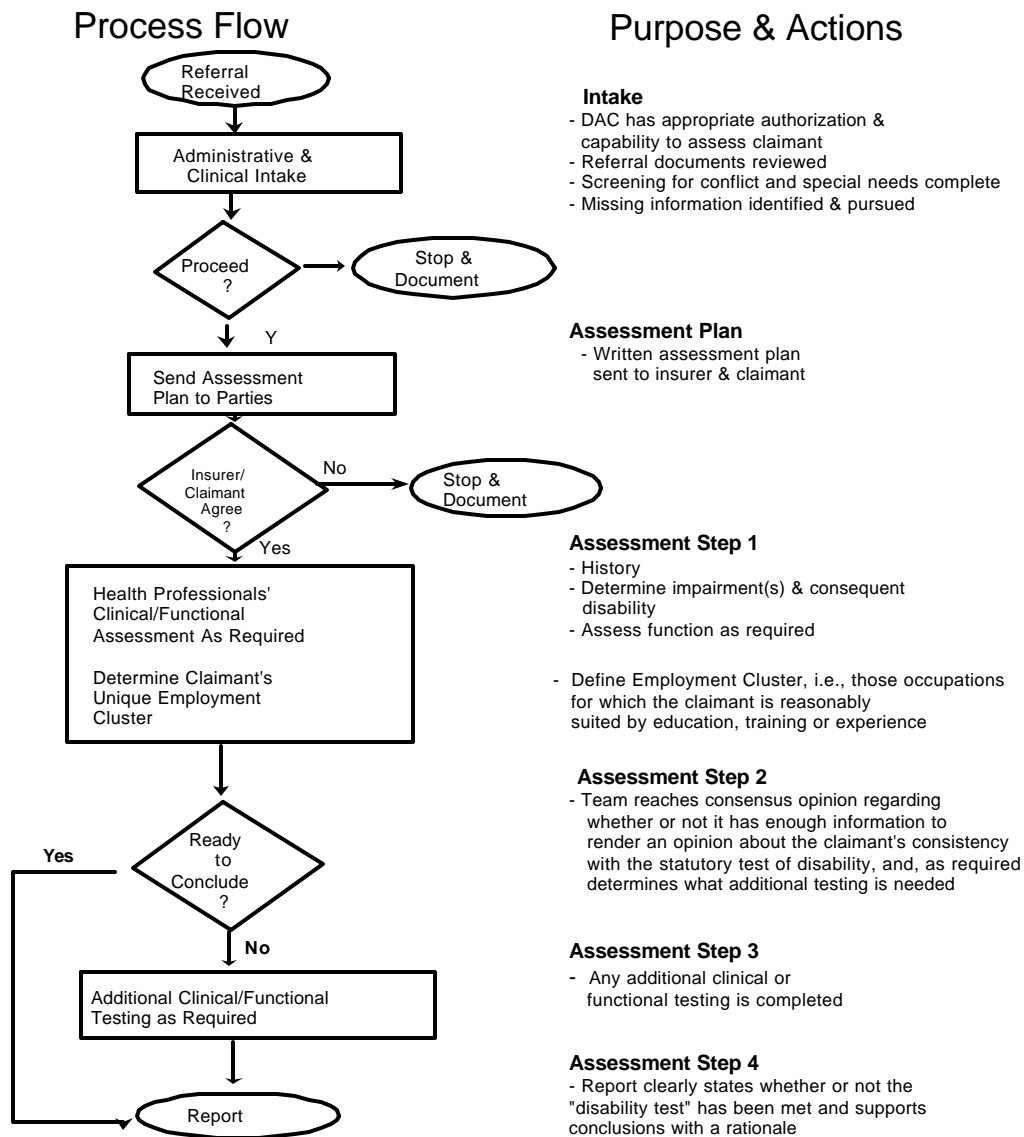 Process Flow
Purpose & Actions
Referral
Received
Intake
- DAC has appropriate authorization &
capability to assess claimant
- Referral documents reviewed
- Screening for conflict and special needs complete
- Missing information identified & pursued
Administrative &
Clinical Intake
Proceed
?
Stop &
Document
Y
Assessment Plan
- Written assessment plan
sent to insurer & claimant
Send Assessment
Plan to Parties
Insurer/
Claimant
Agree
?
No
Stop &
Document
Yes
Assessment Step 1
- History
- Determine impairment(s) & consequent
disability
- Assess function as required
Health Professionals'
Clinical/Functional
Assessment As Required
Determine Claimant's
Unique Employment
Cluster
- Define Employment Cluster, i.e., those occupations
for which the claimant is reasonably
suited by education, training or experience
Assessment Step 2
- Team reaches consensus opinion regarding
whether or not it has enough information to
render an opinion about the claimant's consistency
with the statutory test of disability, and, as required
determines what additional testing is needed
Ready
to
Conclude
?
Yes
No
Assessment Step 3
- Any additional clinical or
functional testing is completed
Additional Clinical/Functional
Testing as Required
Assessment Step 4
- Report clearly states whether or not the
"disability test" has been met and supports
conclusions with a rationale
Report